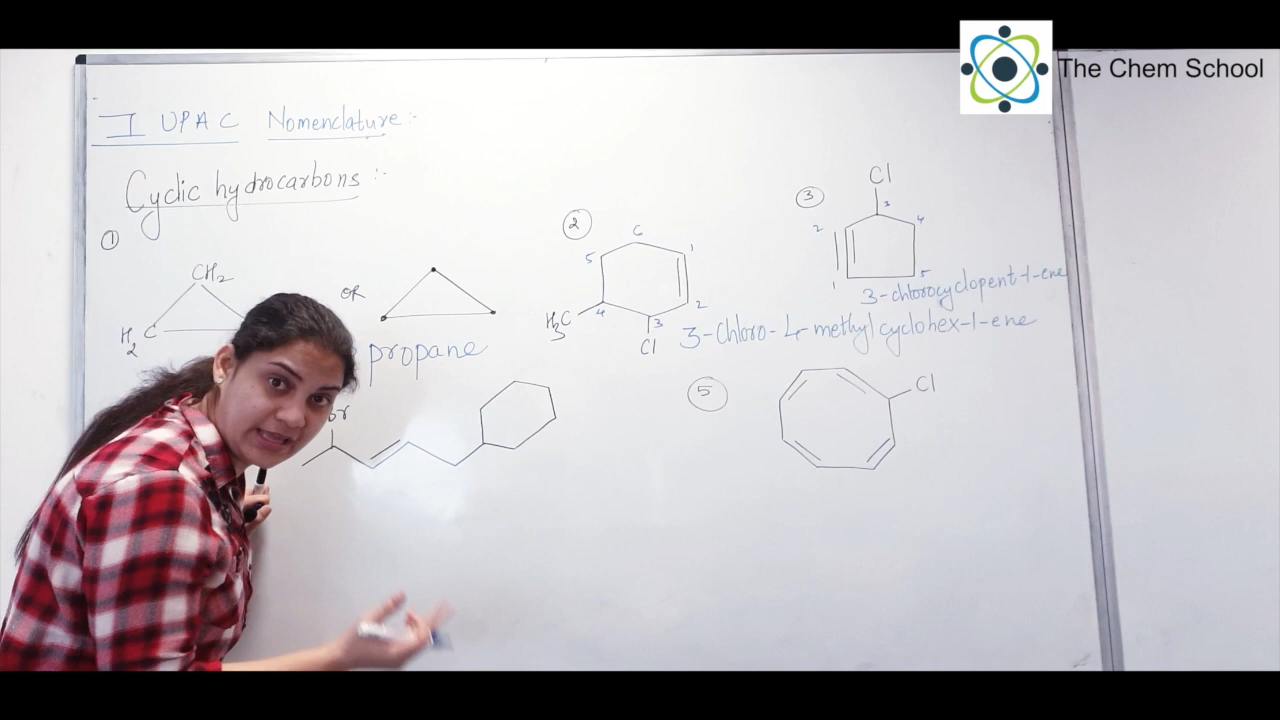 The Chem School
IUPAC Nomenclature:-
Cyclic hydrocarbons:-
①
CH2
H2C
OR
propane
②
6
1
5
2
4
3
H3C
Cl
3-Chloro-4-methylcyclohex-1-ene
③
Cl
3
4
2
1
5
3-chlorocyclopent-1-ene
⑤
Cl